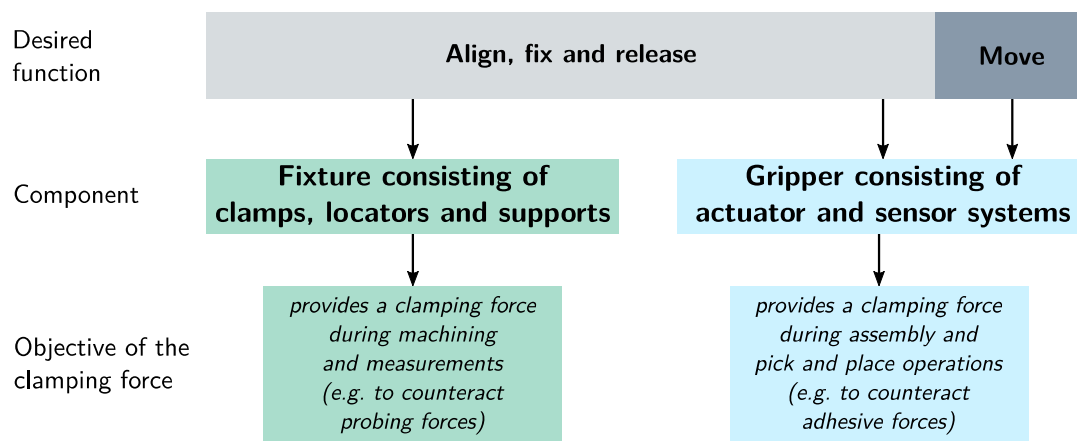 Desired
function
Align, fix and release
Move
Component
Fixture consisting of
clamps, locators and supports
Gripper consisting of
actuator and sensor systems
Objective of the
clamping force
provides a clamping force
during machining
and measurements
(e.g. to counteract
probing forces)
provides a clamping force
during assembly and
pick and place operations
(e.g. to counteract
adhesive forces)